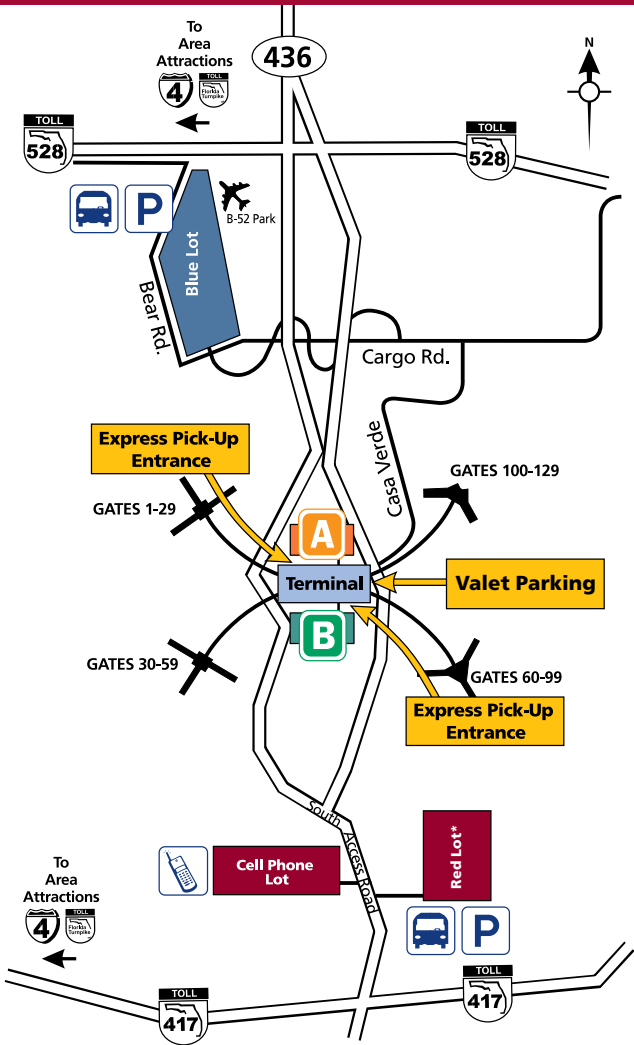 To
Area
Attractions
436
N
4
TOLL
Florida
Turnpike
TOLL
528
TOLL
528
P
B-52 Park
Blue Lot
Bear Rd.
Cargo Rd.
Express Pick-Up
Entrance
Casa Verde
GATES 100-129
GATES 1-29
A
Terminal
Valet Parking
B
GATES 30-59
GATES 60-99
Express Pick-Up
Entrance
South Access Road
Cell Phone
Lot
Red Lot*
To
Area
Attractions
4
TOLL
Florida
Turnpike
P
TOLL
417
TOLL
417